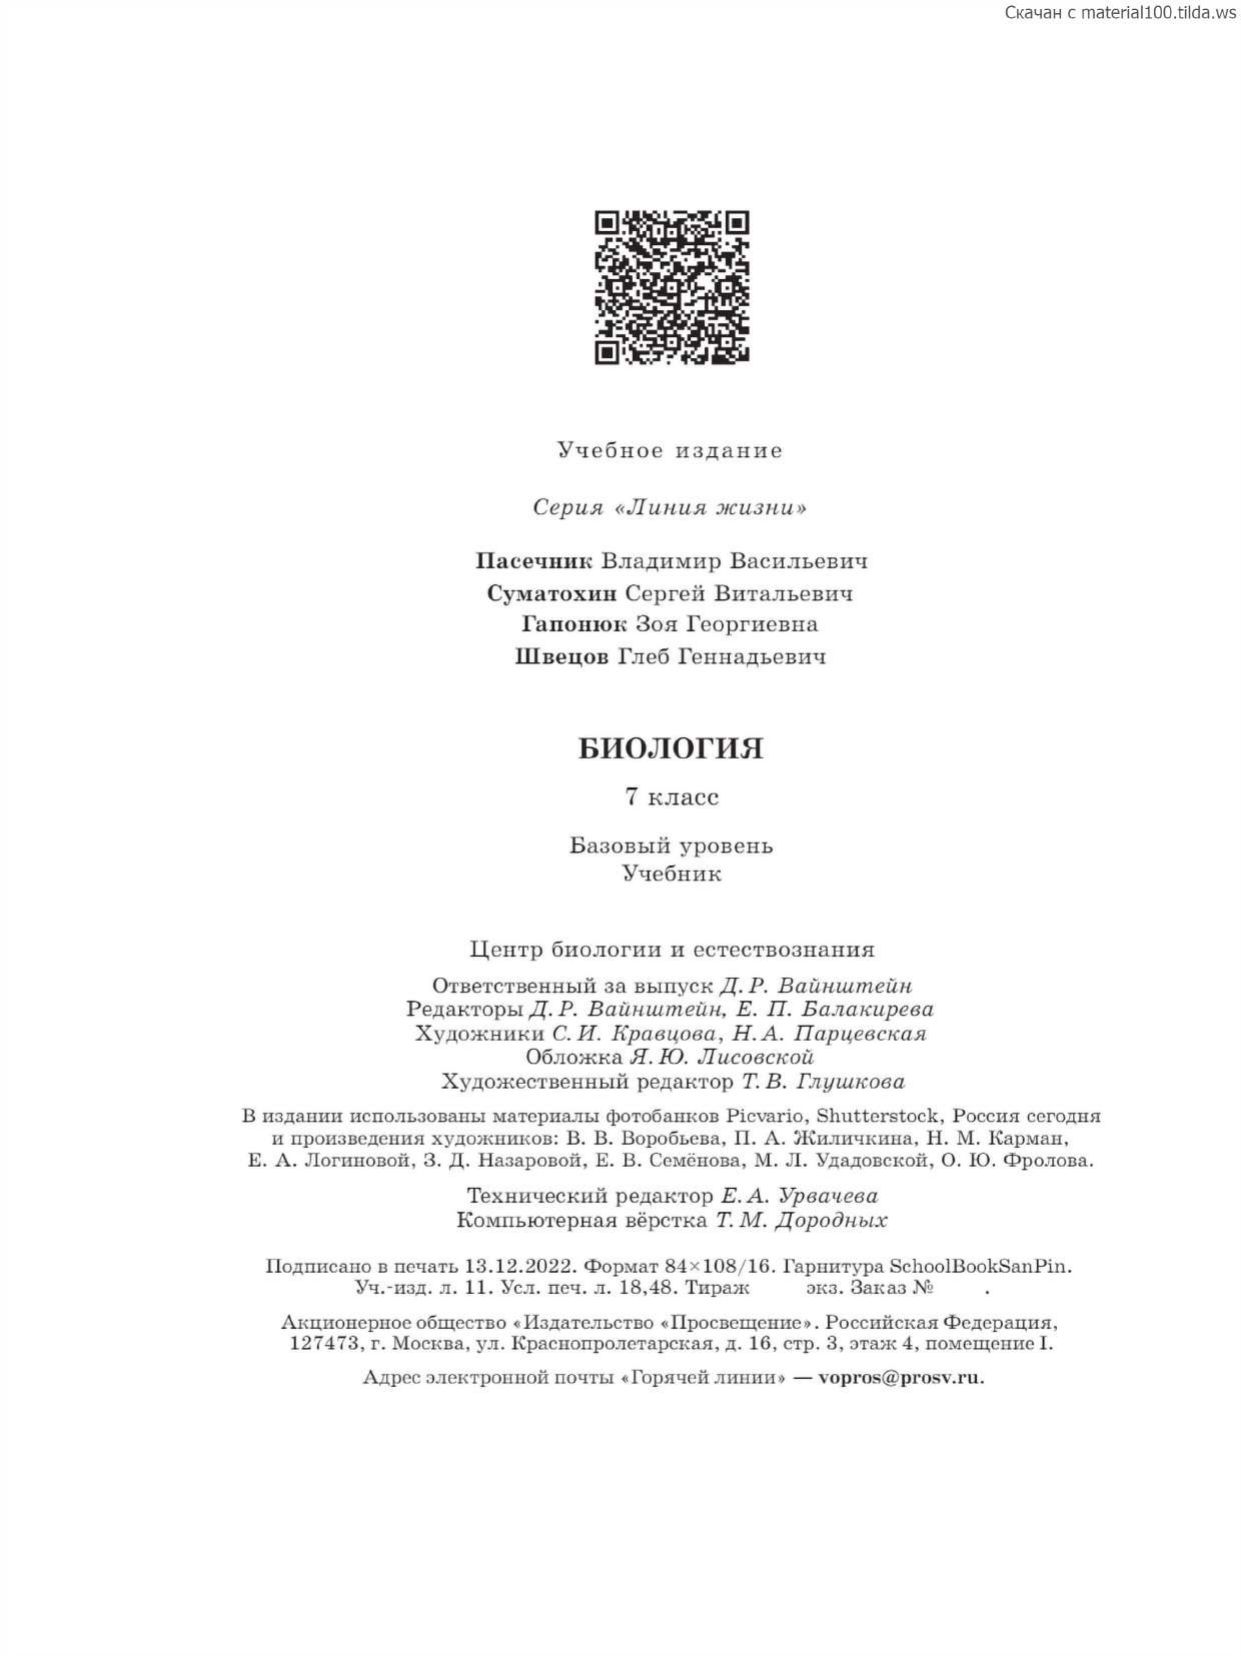 Скачан с material100.tilda.ws
Учебное издание
Серия «Линия жизни»
Пасечник Владимир Васильевич
Суматохин Сергей Витальевич
Гапонюк Зоя Георгиевна
Швецов Глеб Геннадьевич
БИОЛОГИЯ
7 класс
Базовый уровень
Учебник
Центр биологии и естествознания
Ответственный за выпуск Д. Р. Вайнштейн
Редакторы Д. Р. Вайнштейн, Е. П. Балакирева
Художники С. И. Кравцова, Н. А. Парцевская
Обложка Я. Ю. Лисовской
Художественный редактор Т. В. Глушкова
В издании использованы материалы фотобанков Picvario, Shutterstock, Россия сегодня
и произведения художников: В. В. Воробьева, П. А. Жиличкина, Н. М. Карман,
Е. А. Логиновой, З. Д. Назаровой, Е. В. Семёнова, М. Л. Удадовской, О. Ю. Фролова.
Технический редактор Е. А. Урвачева
Компьютерная вёрстка Т. М. Дородных
Подписано в печать 13.12.2022. Формат 84×108/16. Гарнитура SchoolBookSanPin.
Уч.-изд. л. 11. Усл. печ. л. 18,48. Тираж экз. Заказ № .
Акционерное общество «Издательство «Просвещение». Российская Федерация,
127473, г. Москва, ул. Краснопролетарская, д. 16, стр. 3, этаж 4, помещение I.
Адрес электронной почты «Горячей линии» — vopros@prosv.ru.